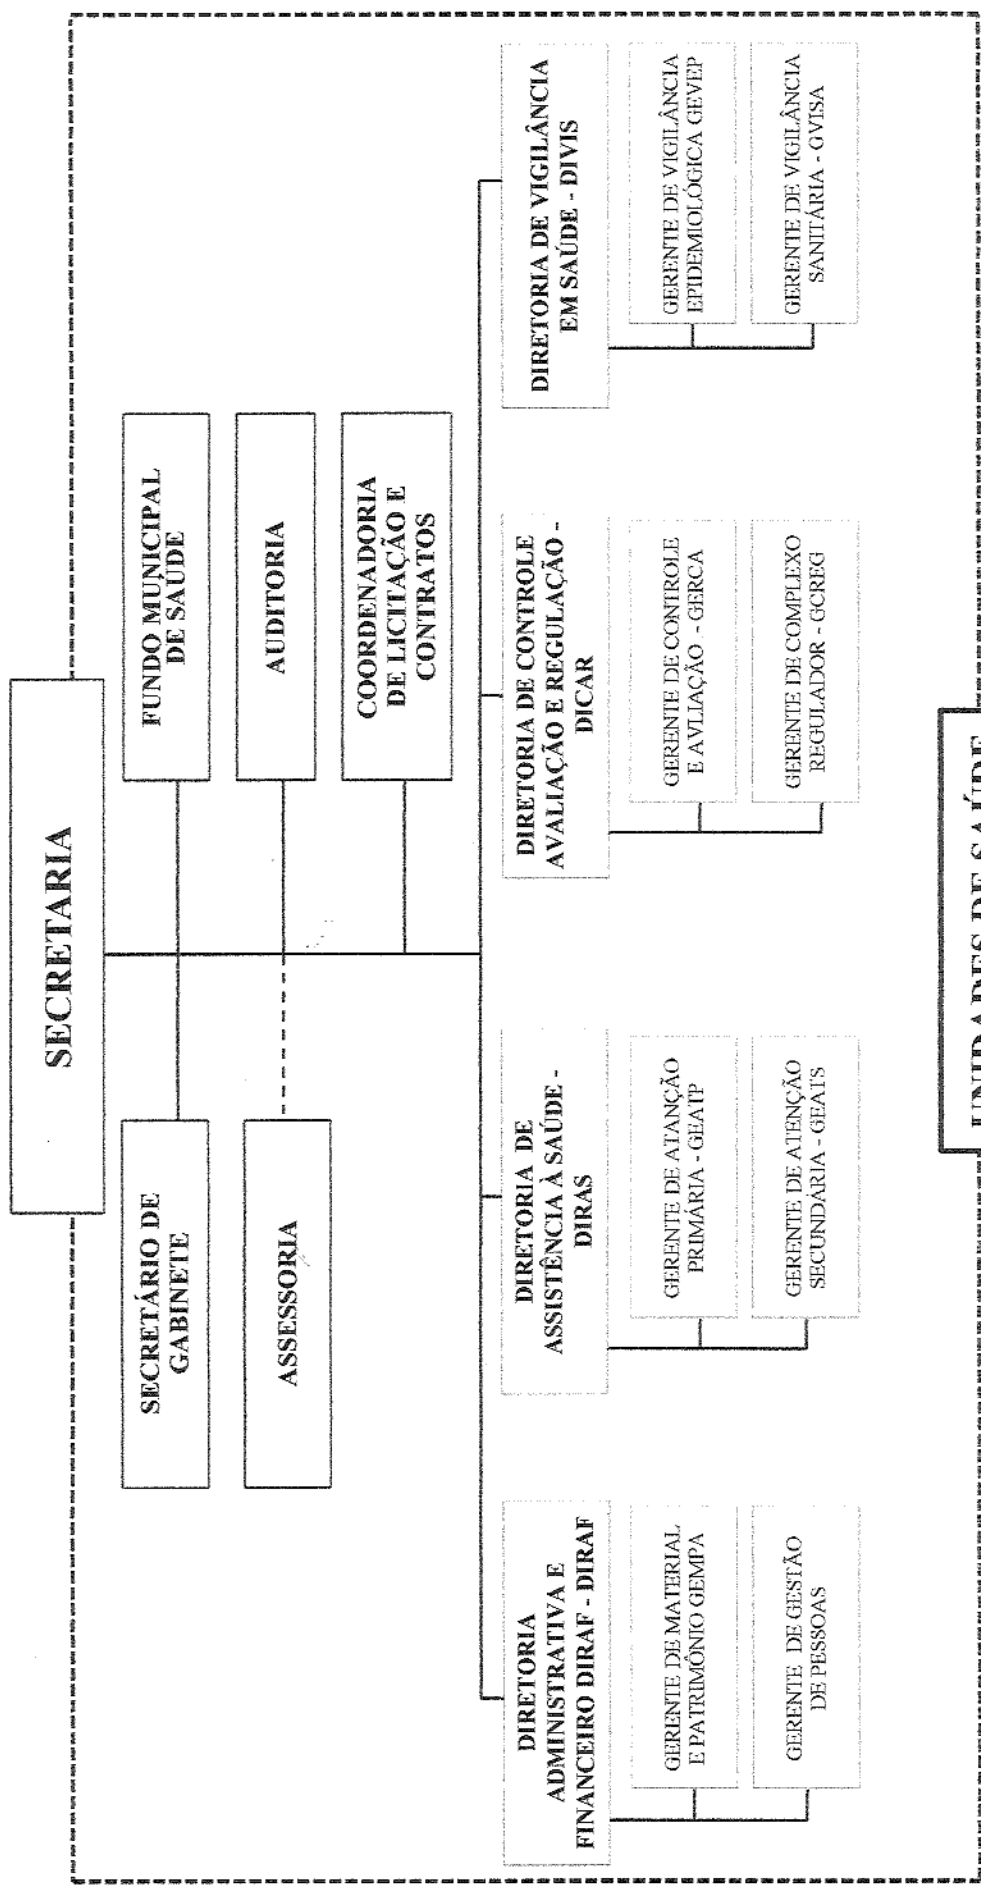 SECRETARIA
SECRETÁRIO DE
GABINETE
FUNDO MUNICIPAL
DE SAÚDE
ASSESSORIA
AUDITORIA
COORDENADORIA
DE LICITAÇÃO E
CONTRATOS
DIRETORIA
ADMINISTRATIVA E
FINANCEIRO DIRAF - DIRAF
GERENTE DE MATERIAL
E PATRIMÔNIO GEMPA
GERENTE DE GESTÃO
DE PESSOAS
DIRETORIA DE
ASSISTÊNCIA À SAÚDE -
DIRAS
GERENTE DE ATANÇÃO
PRIMÁRIA - GEATP
GERENTE DE ATENÇÃO
SECUNDÁRIA - GEATS
DIRETORIA DE CONTROLE
AVALIAÇÃO E REGULAÇÃO -
DICAR
GERENTE DE CONTROLE
E AVLIAÇÃO - GERCA
GERENTE DE COMPLEXO
REGULADOR - GCREG
DIRETORIA DE VIGILÂNCIA
EM SAÚDE - DIVIS
GERENTE DE VIGILÂNCIA
EPIDEMIOLÓGICA GEVEP
GERENTE DE VIGILÂNCIA
SANITÁRIA - GVISA
UNIDADES DE SAÚDE